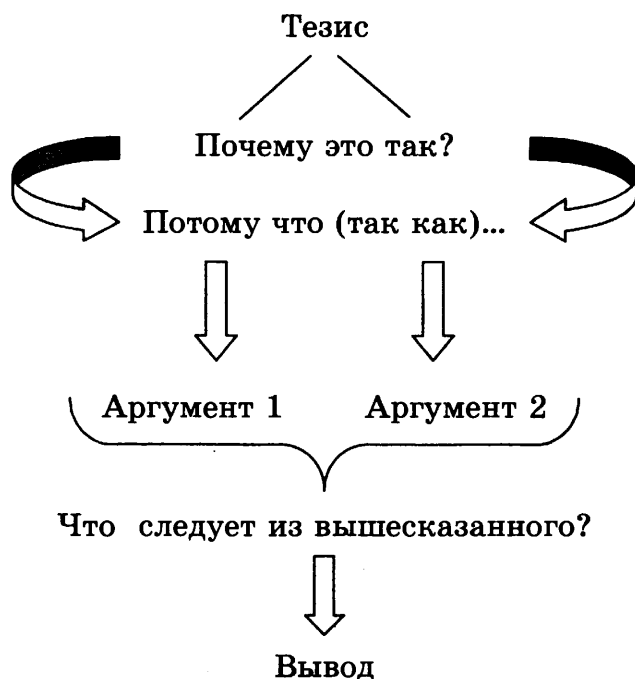 Тезис
Почему это так?
Потому что (так как)...
Аргумент 1 Аргумент 2
Что следует из вышесказанного?
Вывод